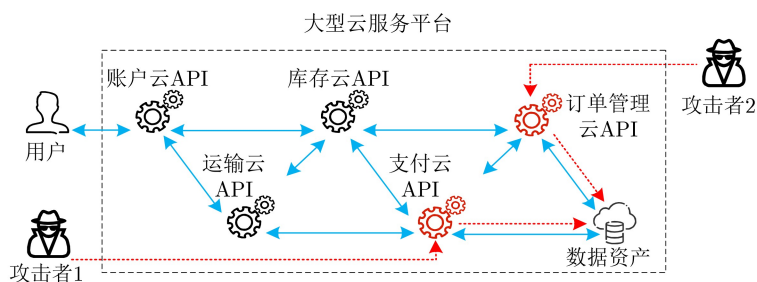 大型云服务平台
账户云API
库存云API
订单管理
云API
攻击者2
用户
运输云
API
支付云
API
攻击者1
数据资产